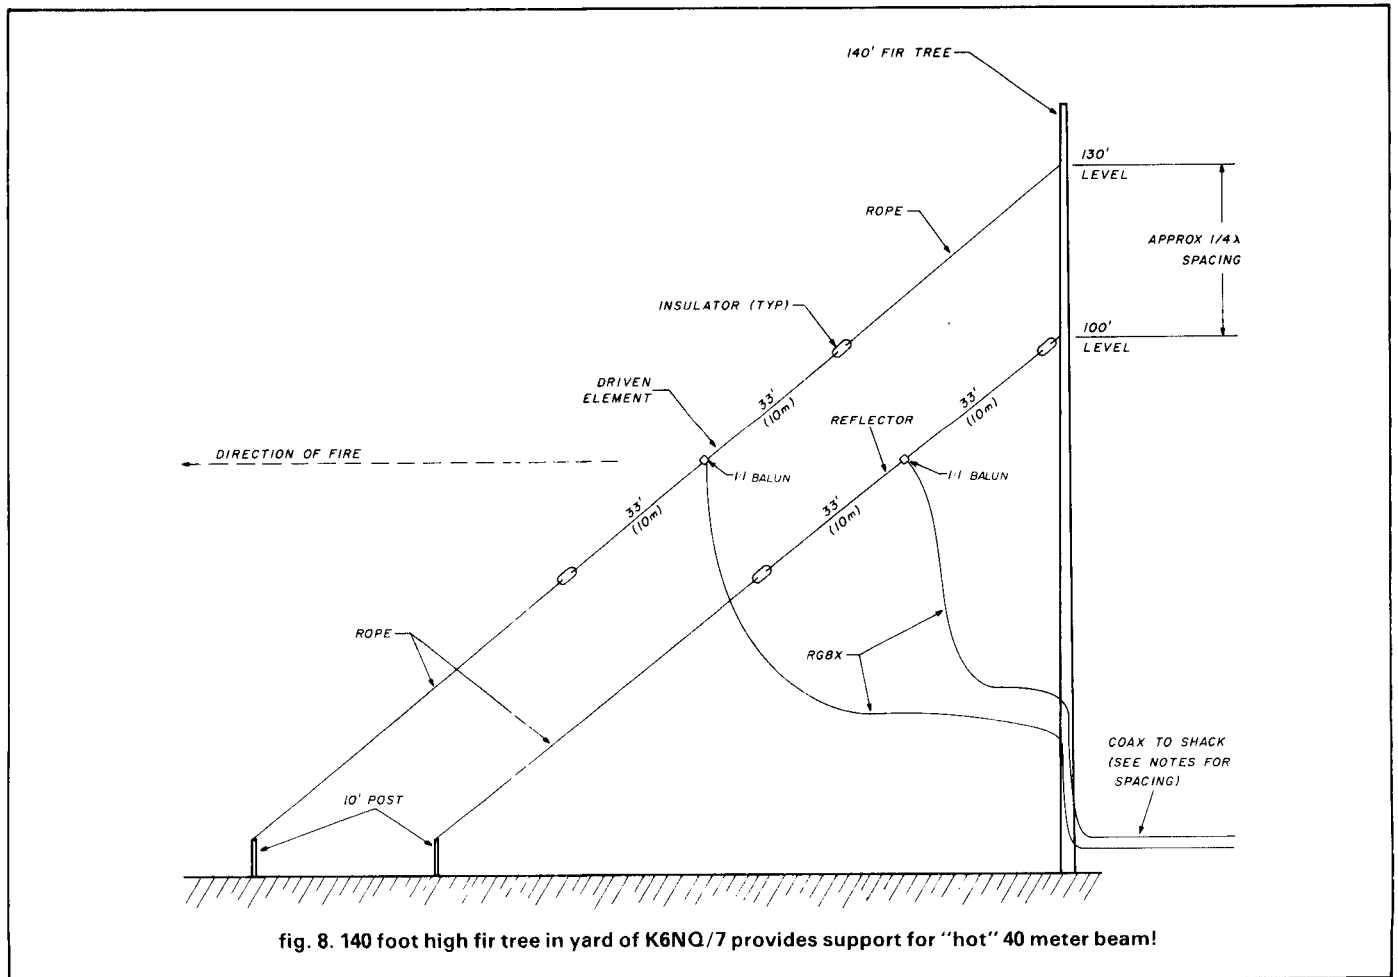 140' FIR TREE
130'
LEVEL
ROPE
APPROX 1/4 λ
SPACING
INSULATOR (TYP)
100'
LEVEL
DRIVEN
ELEMENT
33'
(10m)
33'
(10m)
REFLECTOR
DIRECTION OF FIRE
1:1 BALUN
1:1 BALUN
33'
(10m)
33'
(10m)
ROPE
RG8X
COAX TO SHACK
(SEE NOTES FOR
SPACING)
10' POST
fig. 8. 140 foot high fir tree in yard of K6NQ/7 provides support for "hot" 40 meter beam!